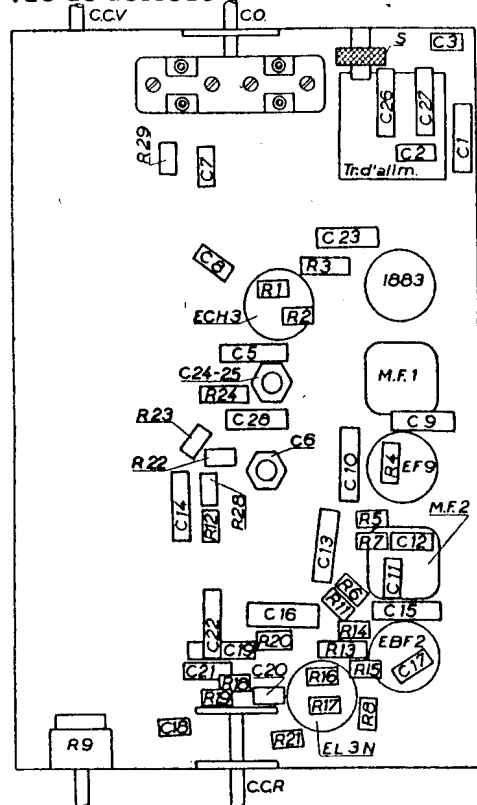 C.C.V
C.O.
S
C3
C26
C27
C1
C2
Tr.d'alim.
R29
C7
C23
C8
R3
R1
1883
R2
ECH3
C5
C24-25
M.F.1
R24
C28
C9
R23
C6
R22
C10
R4
EF9
C14
R28
R12
M.F.2
R5
C13
R7
C12
C11
R6
R11
C16
C15
C22
R20
R14
C19
R13
EBF2
C21
C20
R15
C17
R18
R16
R19
R17
R8
C18
R9
R21
EL3N
C.C.R